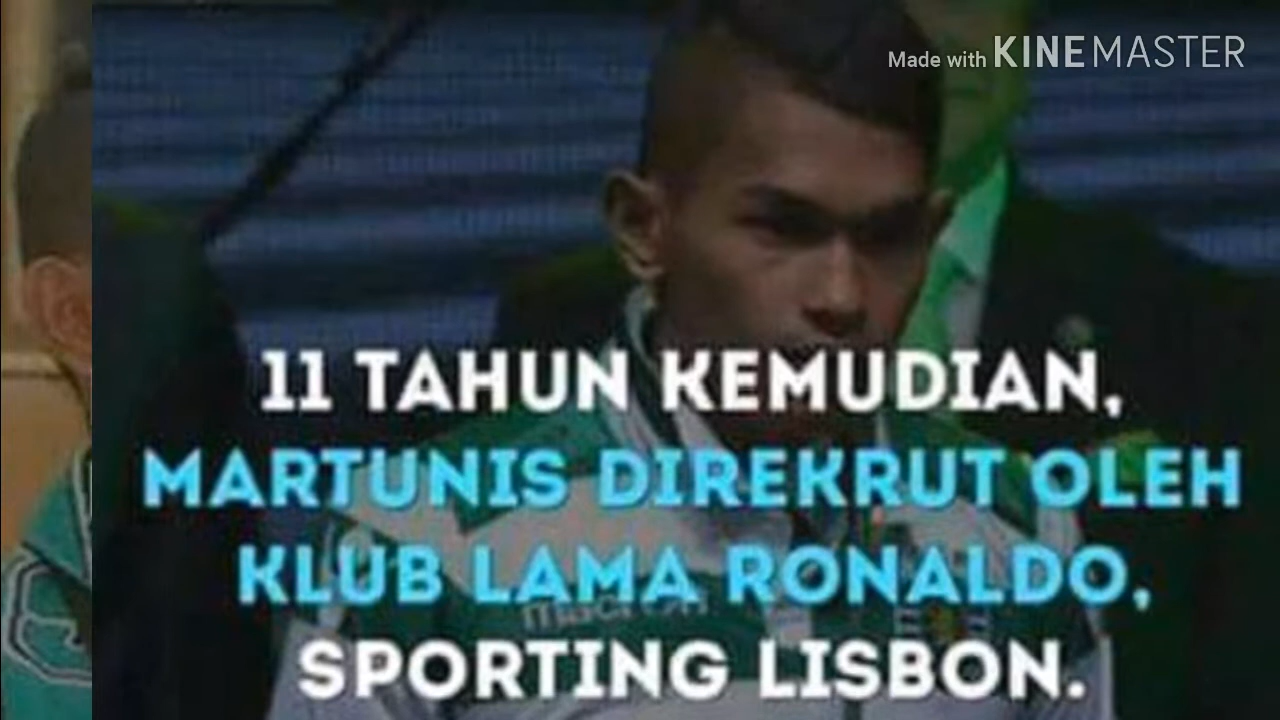 Made with KINEMASTER
11 TAHUN KEMUDIAN,
MARTUNIS DIREKRUT OLEH
KLUB LAMA RONALDO,
SPORTING LISBON.